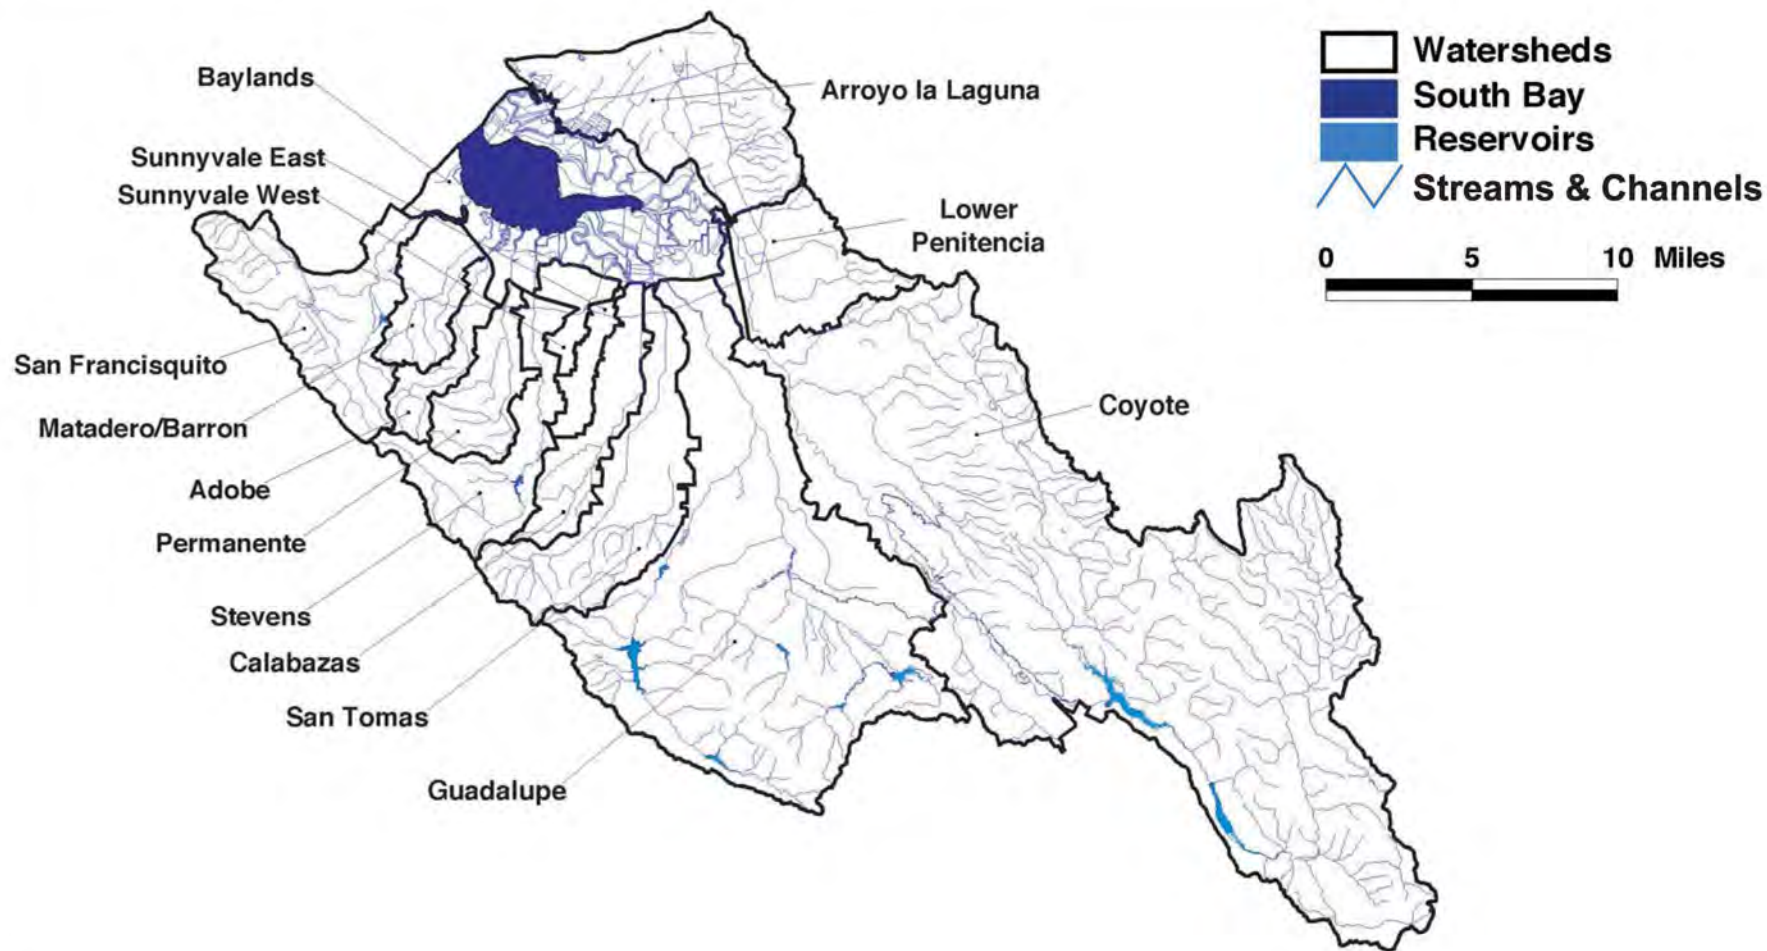 Baylands
Sunnyvale East
Sunnyvale West
Arroyo la Laguna
Lower
Penitencia
San Francisquito
Matadero/Barron
Adobe
Permanente
Stevens
Calabazas
San Tomas
Guadalupe
Coyote
Watersheds
South Bay
Reservoirs
Streams & Channels
0 5 10 Miles